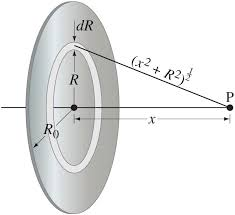 dR
(x² + R²)^½
P
R
R₀
x